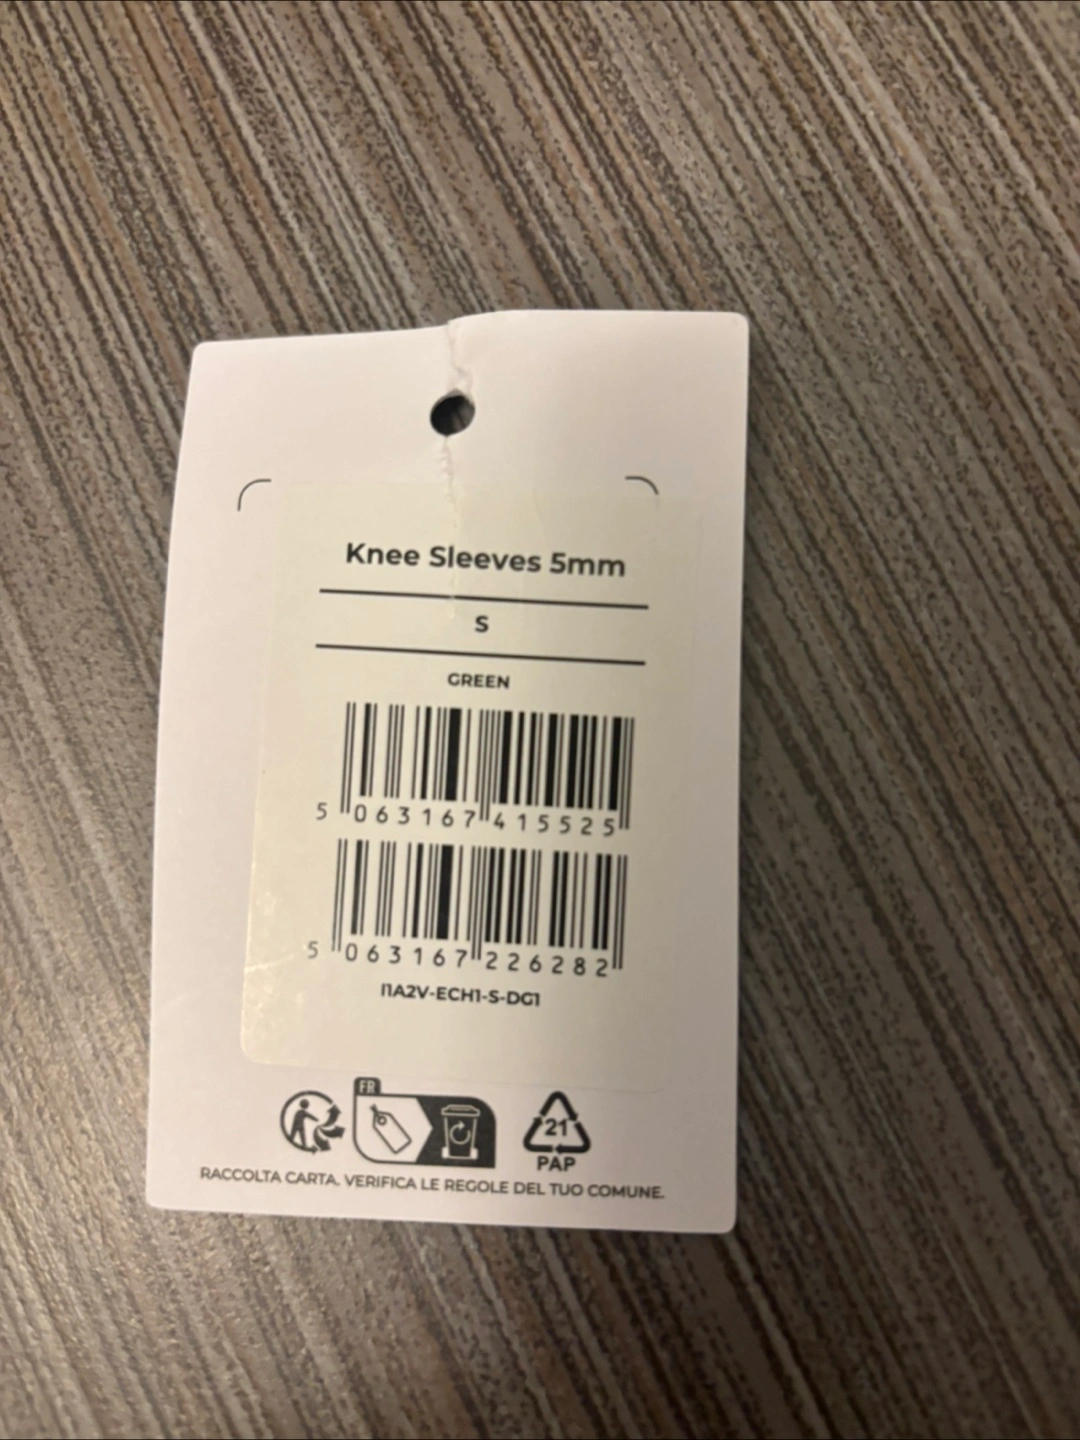 Knee Sleeves 5mm
S
GREEN
5 063167 415525
5 063167 226282
I1A2V-ECH1-S-DG1
FR
21
PAP
RACCOLTA CARTA. VERIFICA LE REGOLE DEL TUO COMUNE.